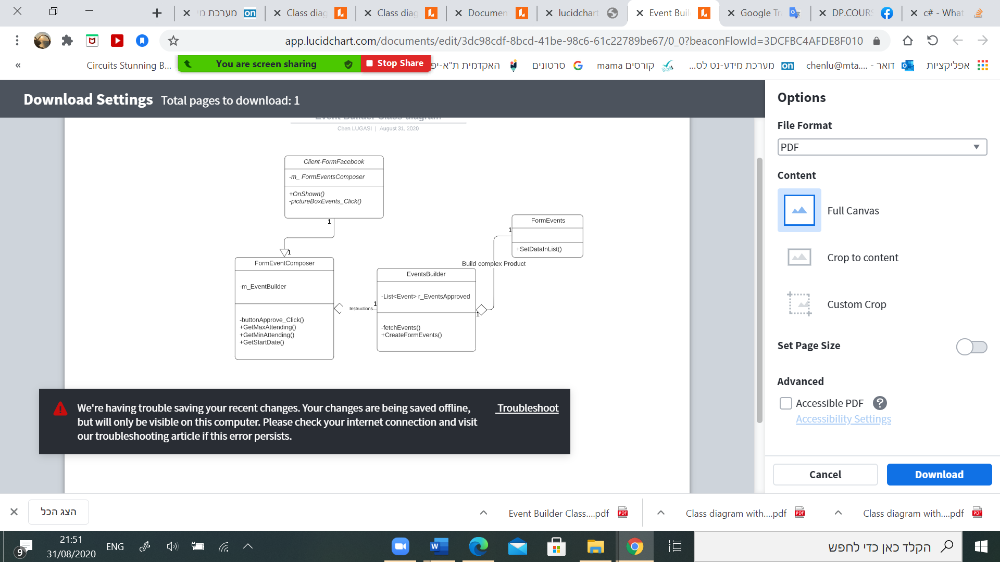 מערכת מי
Class diag
Class diag
Documen
lucidchart
Event Buil
Google Tr
DP.COURS
c# - What
app.lucidchart.com/documents/edit/3dc98cdf-8bcd-41be-98c6-61c22789be67/0_0?beaconFlowId=3DCFBC4AFDE8F010
«
Circuits Stunning B...
You are screen sharing
Stop Share
האקדמית ת"א-יפ
סרטונים
קורסים mama
מערכת מידע-נט לס...
דואר - chenlu@mta....
אפליקציות
Download Settings Total pages to download: 1
Event Builder Class diagram
Chen LUGASI | August 31, 2020
Client-FormFacebook
-m_ FormEventsComposer
+OnShown()
-pictureBoxEvents_Click()
1
1
FormEventComposer
-m_EventBuilder
-buttonApprove_Click()
+GetMaxAttending()
+GetMinAttending()
+GetStartDate()
Instructions
1
EventsBuilder
-List<Event> r_EventsApproved
-fetchEvents()
+CreateFormEvents()
1
Build complex Product
1
FormEvents
+SetDataInList()
We're having trouble saving your recent changes. Your changes are being saved offline,
but will only be visible on this computer. Please check your internet connection and visit
our troubleshooting article if this error persists.
Troubleshoot
Options
File Format
PDF
Content
Full Canvas
Crop to content
Custom Crop
Set Page Size
Advanced
Accessible PDF ?
Accessibility Settings
Cancel
Download
הצג הכל
Event Builder Class....pdf
Class diagram with....pdf
Class diagram with....pdf
9
21:51
31/08/2020
ENG
הקלד כאן כדי לחפש